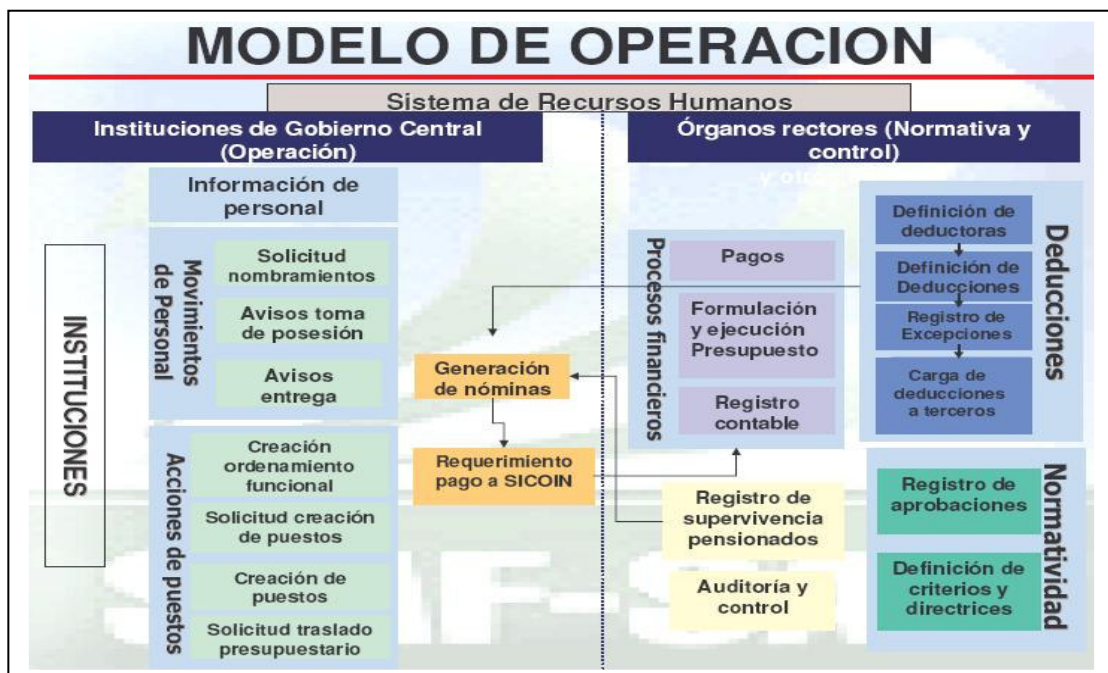 MODELO DE OPERACION
Sistema de Recursos Humanos
Instituciones de Gobierno Central
(Operación)
Órganos rectores (Normativa y
control)
INSTITUCIONES
Información de
personal
Movimientos
de Personal
Solicitud
nombramientos
Avisos toma
de posesión
Avisos
entrega
Acciones de puestos
Creación
ordenamiento
funcional
Solicitud creación
de puestos
Creación de
puestos
Solicitud traslado
presupuestario
Generación
de nóminas
Requerimiento
pago a SICOIN
Procesos financieros
Pagos
Formulación
y ejecución
Presupuesto
Registro
contable
Registro de
supervivencia
pensionados
Auditoría y
control
Deducciones
Definición de
deductoras
Definición de
Deducciones
Registro de
Excepciones
Carga de
deducciones
a terceros
Normatividad
Registro de
aprobaciones
Definición de
criterios y
directrices